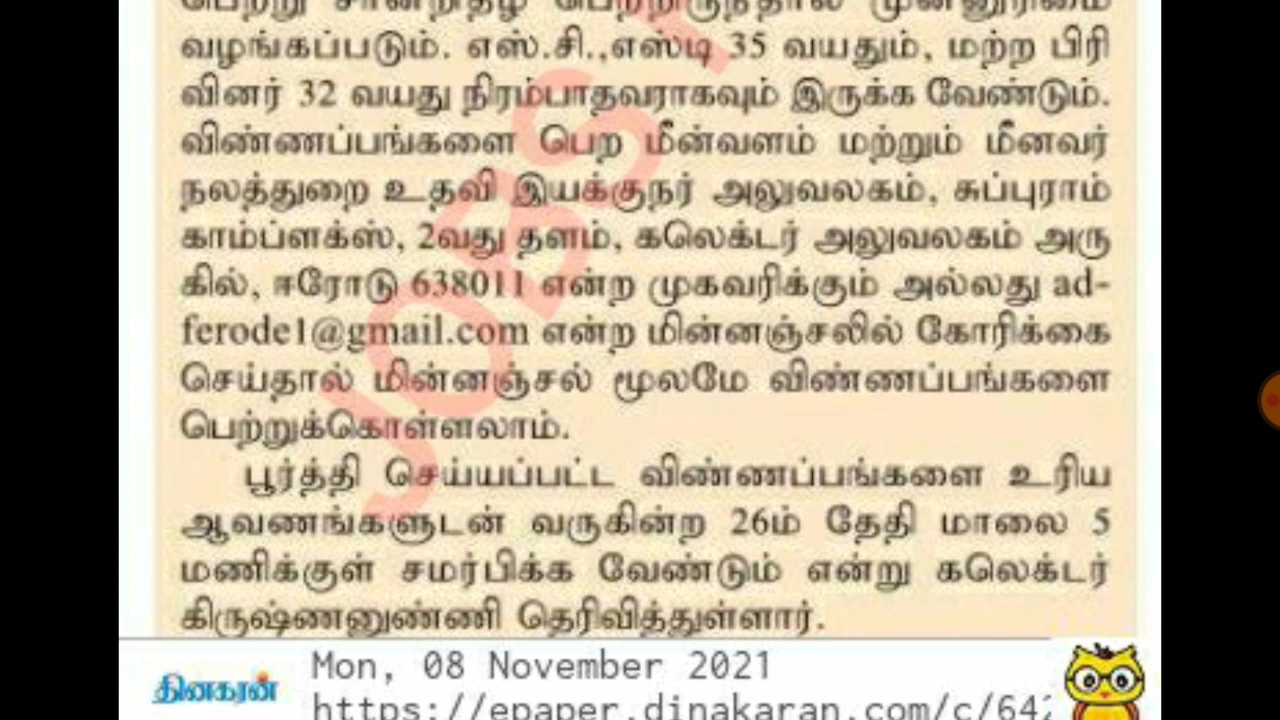 பெற்று சான்றிதழ் பெற்றிருந்தால் முன்னுரிமை
வழங்கப்படும். எஸ்.சி.,எஸ்டி 35 வயதும், மற்ற பிரி
வினர் 32 வயது நிரம்பாதவராகவும் இருக்க வேண்டும்.
விண்ணப்பங்களை பெற மீன்வளம் மற்றும் மீனவர்
நலத்துறை உதவி இயக்குநர் அலுவலகம், சுப்புராம்
காம்ப்ளக்ஸ், 2வது தளம், கலெக்டர் அலுவலகம் அரு
கில், ஈரோடு 638011 என்ற முகவரிக்கும் அல்லது ad-
ferode1@gmail.com என்ற மின்னஞ்சலில் கோரிக்கை
செய்தால் மின்னஞ்சல் மூலமே விண்ணப்பங்களை
பெற்றுக்கொள்ளலாம்.
பூர்த்தி செய்யப்பட்ட விண்ணப்பங்களை உரிய
ஆவணங்களுடன் வருகின்ற 26ம் தேதி மாலை 5
மணிக்குள் சமர்பிக்க வேண்டும் என்று கலெக்டர்
கிருஷ்ணனுண்ணி தெரிவித்துள்ளார்.
JOBS
தினகரன்
Mon, 08 November 2021
https://epaper.dinakaran.com/c/642